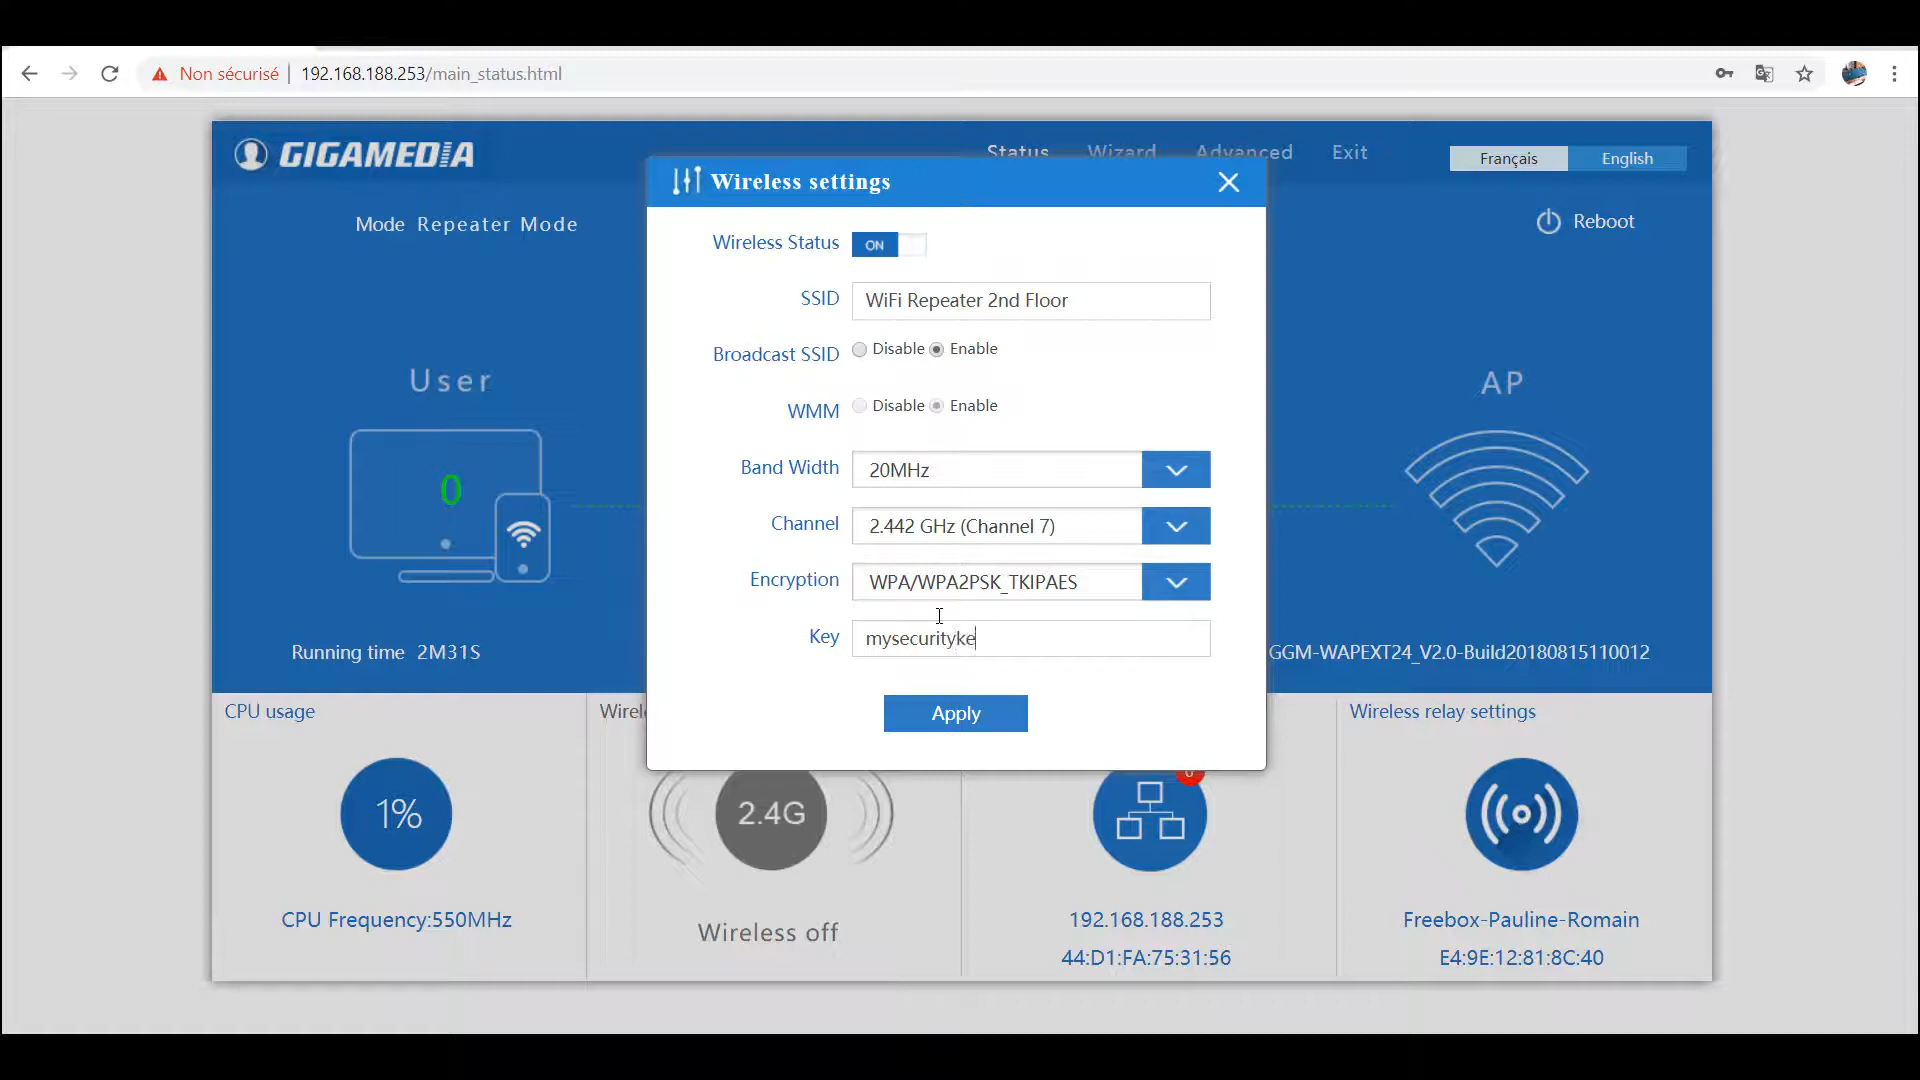 Non sécurisé 192.168.188.253/main_status.html
GIGAMEDIA
Status Wizard Advanced Exit
Français English
Mode Repeater Mode
Reboot
Wireless settings
Wireless Status ON
SSID WiFi Repeater 2nd Floor
Broadcast SSID Disable Enable
WMM Disable Enable
Band Width 20MHz
Channel 2.442 GHz (Channel 7)
Encryption WPA/WPA2PSK_TKIPAES
Key mysecurityke
Apply
User
0
AP
Running time 2M31S
GGM-WAPEXT24_V2.0-Build20180815110012
CPU usage
1%
CPU Frequency:550MHz
2.4G
Wireless off
192.168.188.253
44:D1:FA:75:31:56
Wireless relay settings
Freebox-Pauline-Romain
E4:9E:12:81:8C:40